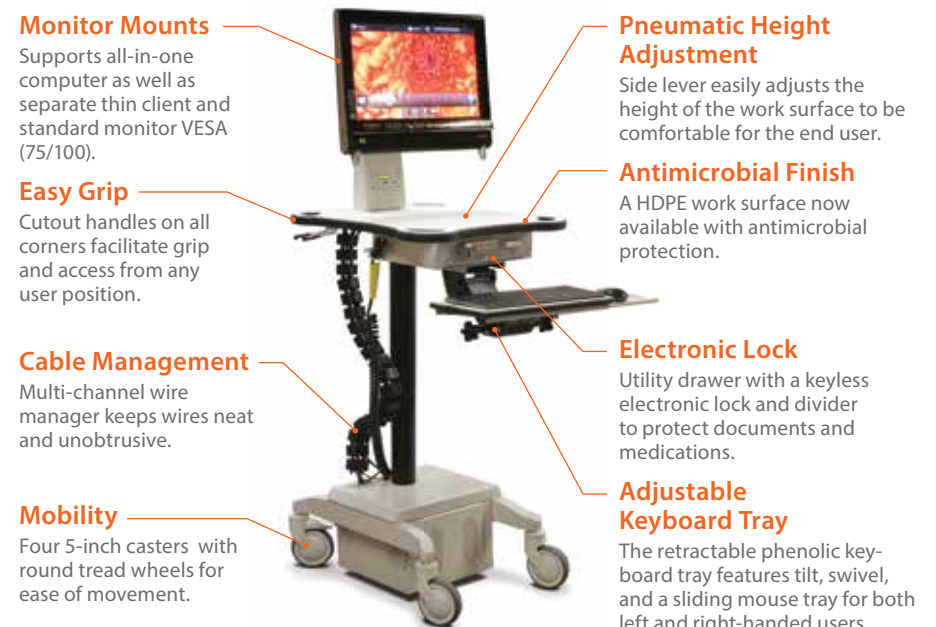 Monitor Mounts
Supports all-in-one
computer as well as
separate thin client and
standard monitor VESA
(75/100).
Easy Grip
Cutout handles on all
corners facilitate grip
and access from any
user position.
Cable Management
Multi-channel wire
manager keeps wires neat
and unobtrusive.
Mobility
Four 5-inch casters with
round tread wheels for
ease of movement.
Pneumatic Height
Adjustment
Side lever easily adjusts the
height of the work surface to be
comfortable for the end user.
Antimicrobial Finish
A HDPE work surface now
available with antimicrobial
protection.
Electronic Lock
Utility drawer with a keyless
electronic lock and divider
to protect documents and
medications.
Adjustable
Keyboard Tray
The retractable phenolic key-
board tray features tilt, swivel,
and a sliding mouse tray for both
left and right-handed users